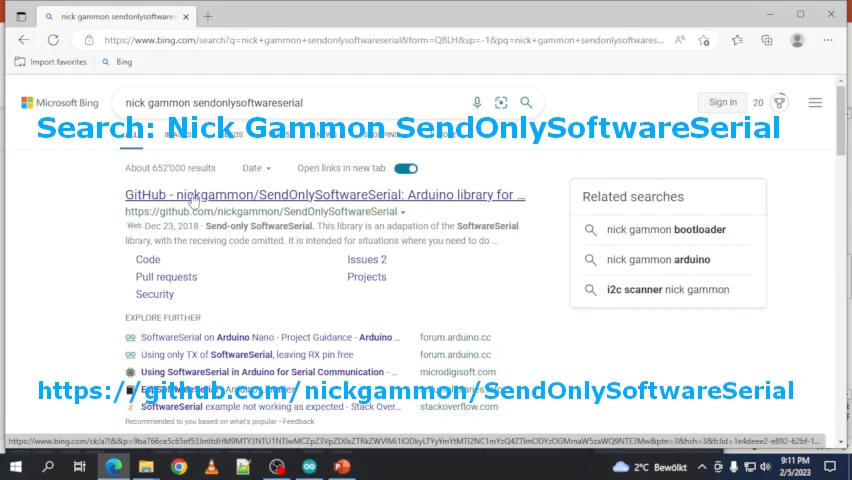 nick gammon sendonlysoftware
https://www.bing.com/search?q=nick+gammon+sendonlysoftwareserial&form=QBLH&sp=-1&pq=nick+gammon+sendonlysoftwares...
Import favorites
Bing
Microsoft Bing
nick gammon sendonlysoftwareserial
Sign in
20
Search: Nick Gammon SendOnlySoftwareSerial
ALL
About 652'000 results
Date
Open links in new tab
GitHub - nickgammon/SendOnlySoftwareSerial: Arduino library for ...
https://github.com/nickgammon/SendOnlySoftwareSerial
Web Dec 23, 2018 · Send-only SoftwareSerial. This library is an adapation of the SoftwareSerial
library, with the receiving code omitted. It is intended for situations where you need to do ...
Code
Issues 2
Pull requests
Projects
Security
Related searches
nick gammon bootloader
nick gammon arduino
i2c scanner nick gammon
EXPLORE FURTHER
SoftwareSerial on Arduino Nano - Project Guidance - Arduino ...
forum.arduino.cc
Using only TX of SoftwareSerial, leaving RX pin free
forum.arduino.cc
Using SoftwareSerial in Arduino for Serial Communication - ...
microdigisoft.com
https://github.com/nickgammon/SendOnlySoftwareSerial
SoftwareSerial example not working as expected - Stack Over...
stackoverflow.com
Recommended to you based on what's popular • Feedback
2°C Bewölkt
9:11 PM
2/5/2023